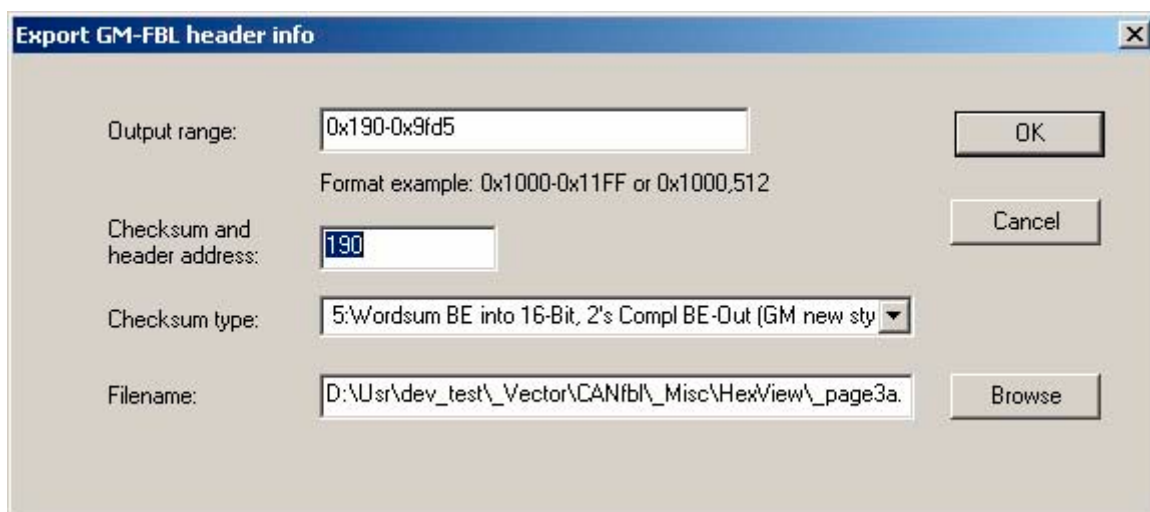 Export GM-FBL header info
Output range:
0x190-0x9fd5
OK
Format example: 0x1000-0x11FF or 0x1000,512
Cancel
Checksum and
header address:
190
Checksum type:
5:Wordsum BE into 16-Bit, 2's Compl BE-Out (GM new sty
Filename:
D:\Usr\dev_test\_Vector\CANfbl\_Misc\HexView\_page3a.
Browse